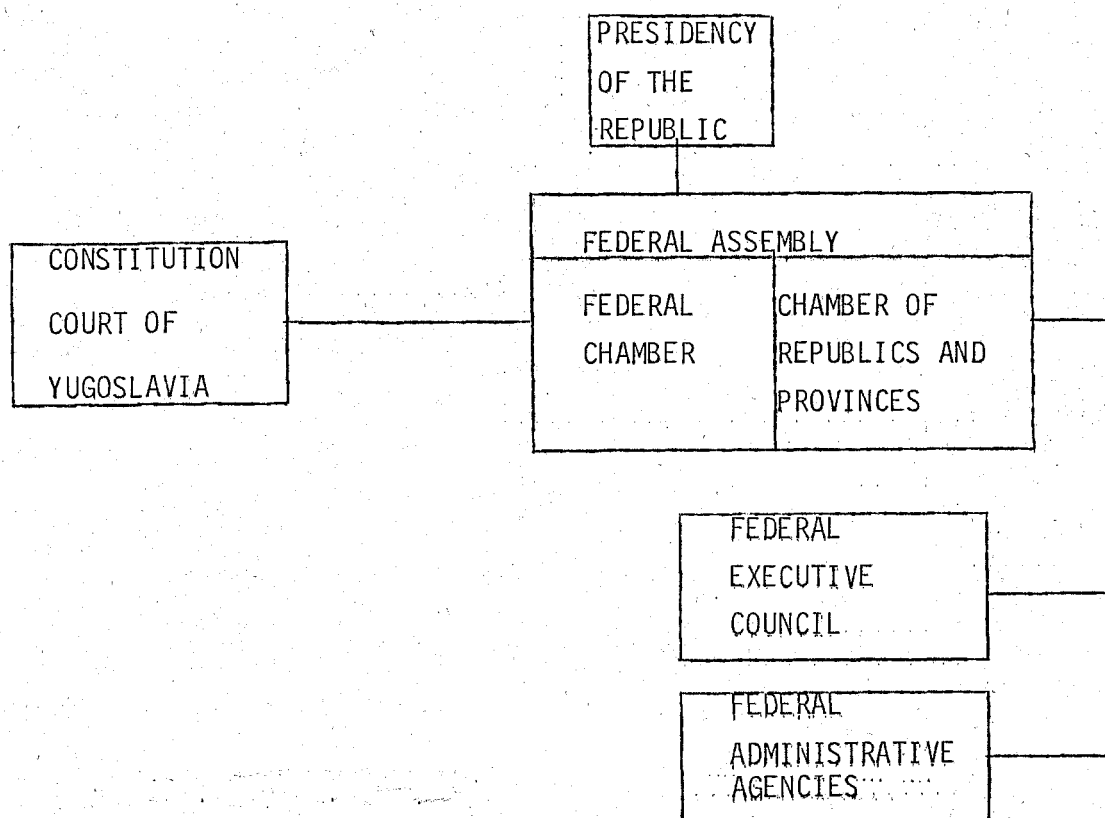 PRESIDENCY
OF THE
REPUBLIC
CONSTITUTION
COURT OF
YUGOSLAVIA
FEDERAL ASSEMBLY
FEDERAL
CHAMBER
CHAMBER OF
REPUBLICS AND
PROVINCES
FEDERAL
EXECUTIVE
COUNCIL
FEDERAL
ADMINISTRATIVE
AGENCIES